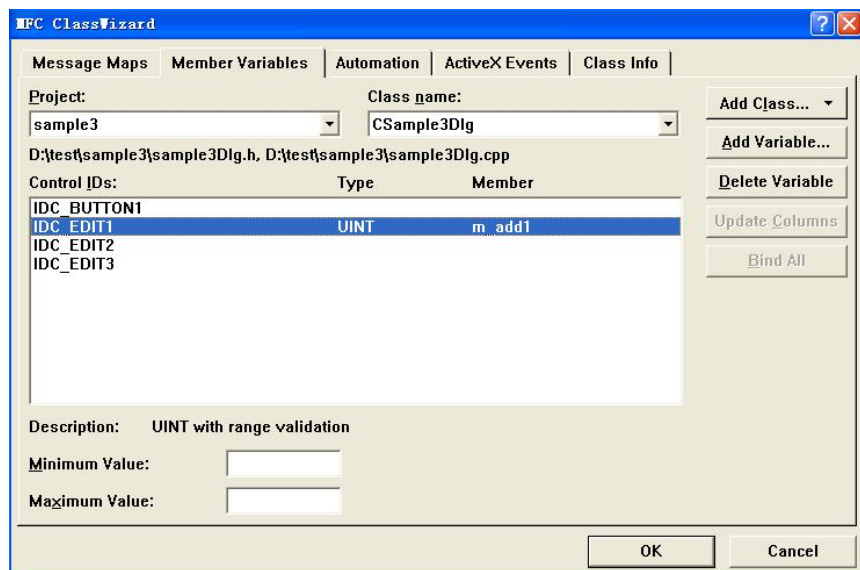 MFC ClassWizard
Message Maps Member Variables Automation ActiveX Events Class Info
Project: Class name:
sample3 CSample3Dlg
Add Class...
D:\test\sample3\sample3Dlg.h, D:\test\sample3\sample3Dlg.cpp
Add Variable...
Control IDs: Type Member
Delete Variable
IDC_BUTTON1
IDC_EDIT1 UINT m_add1
Update Columns
IDC_EDIT2
IDC_EDIT3
Bind All
Description: UINT with range validation
Minimum Value:
Maximum Value:
OK Cancel